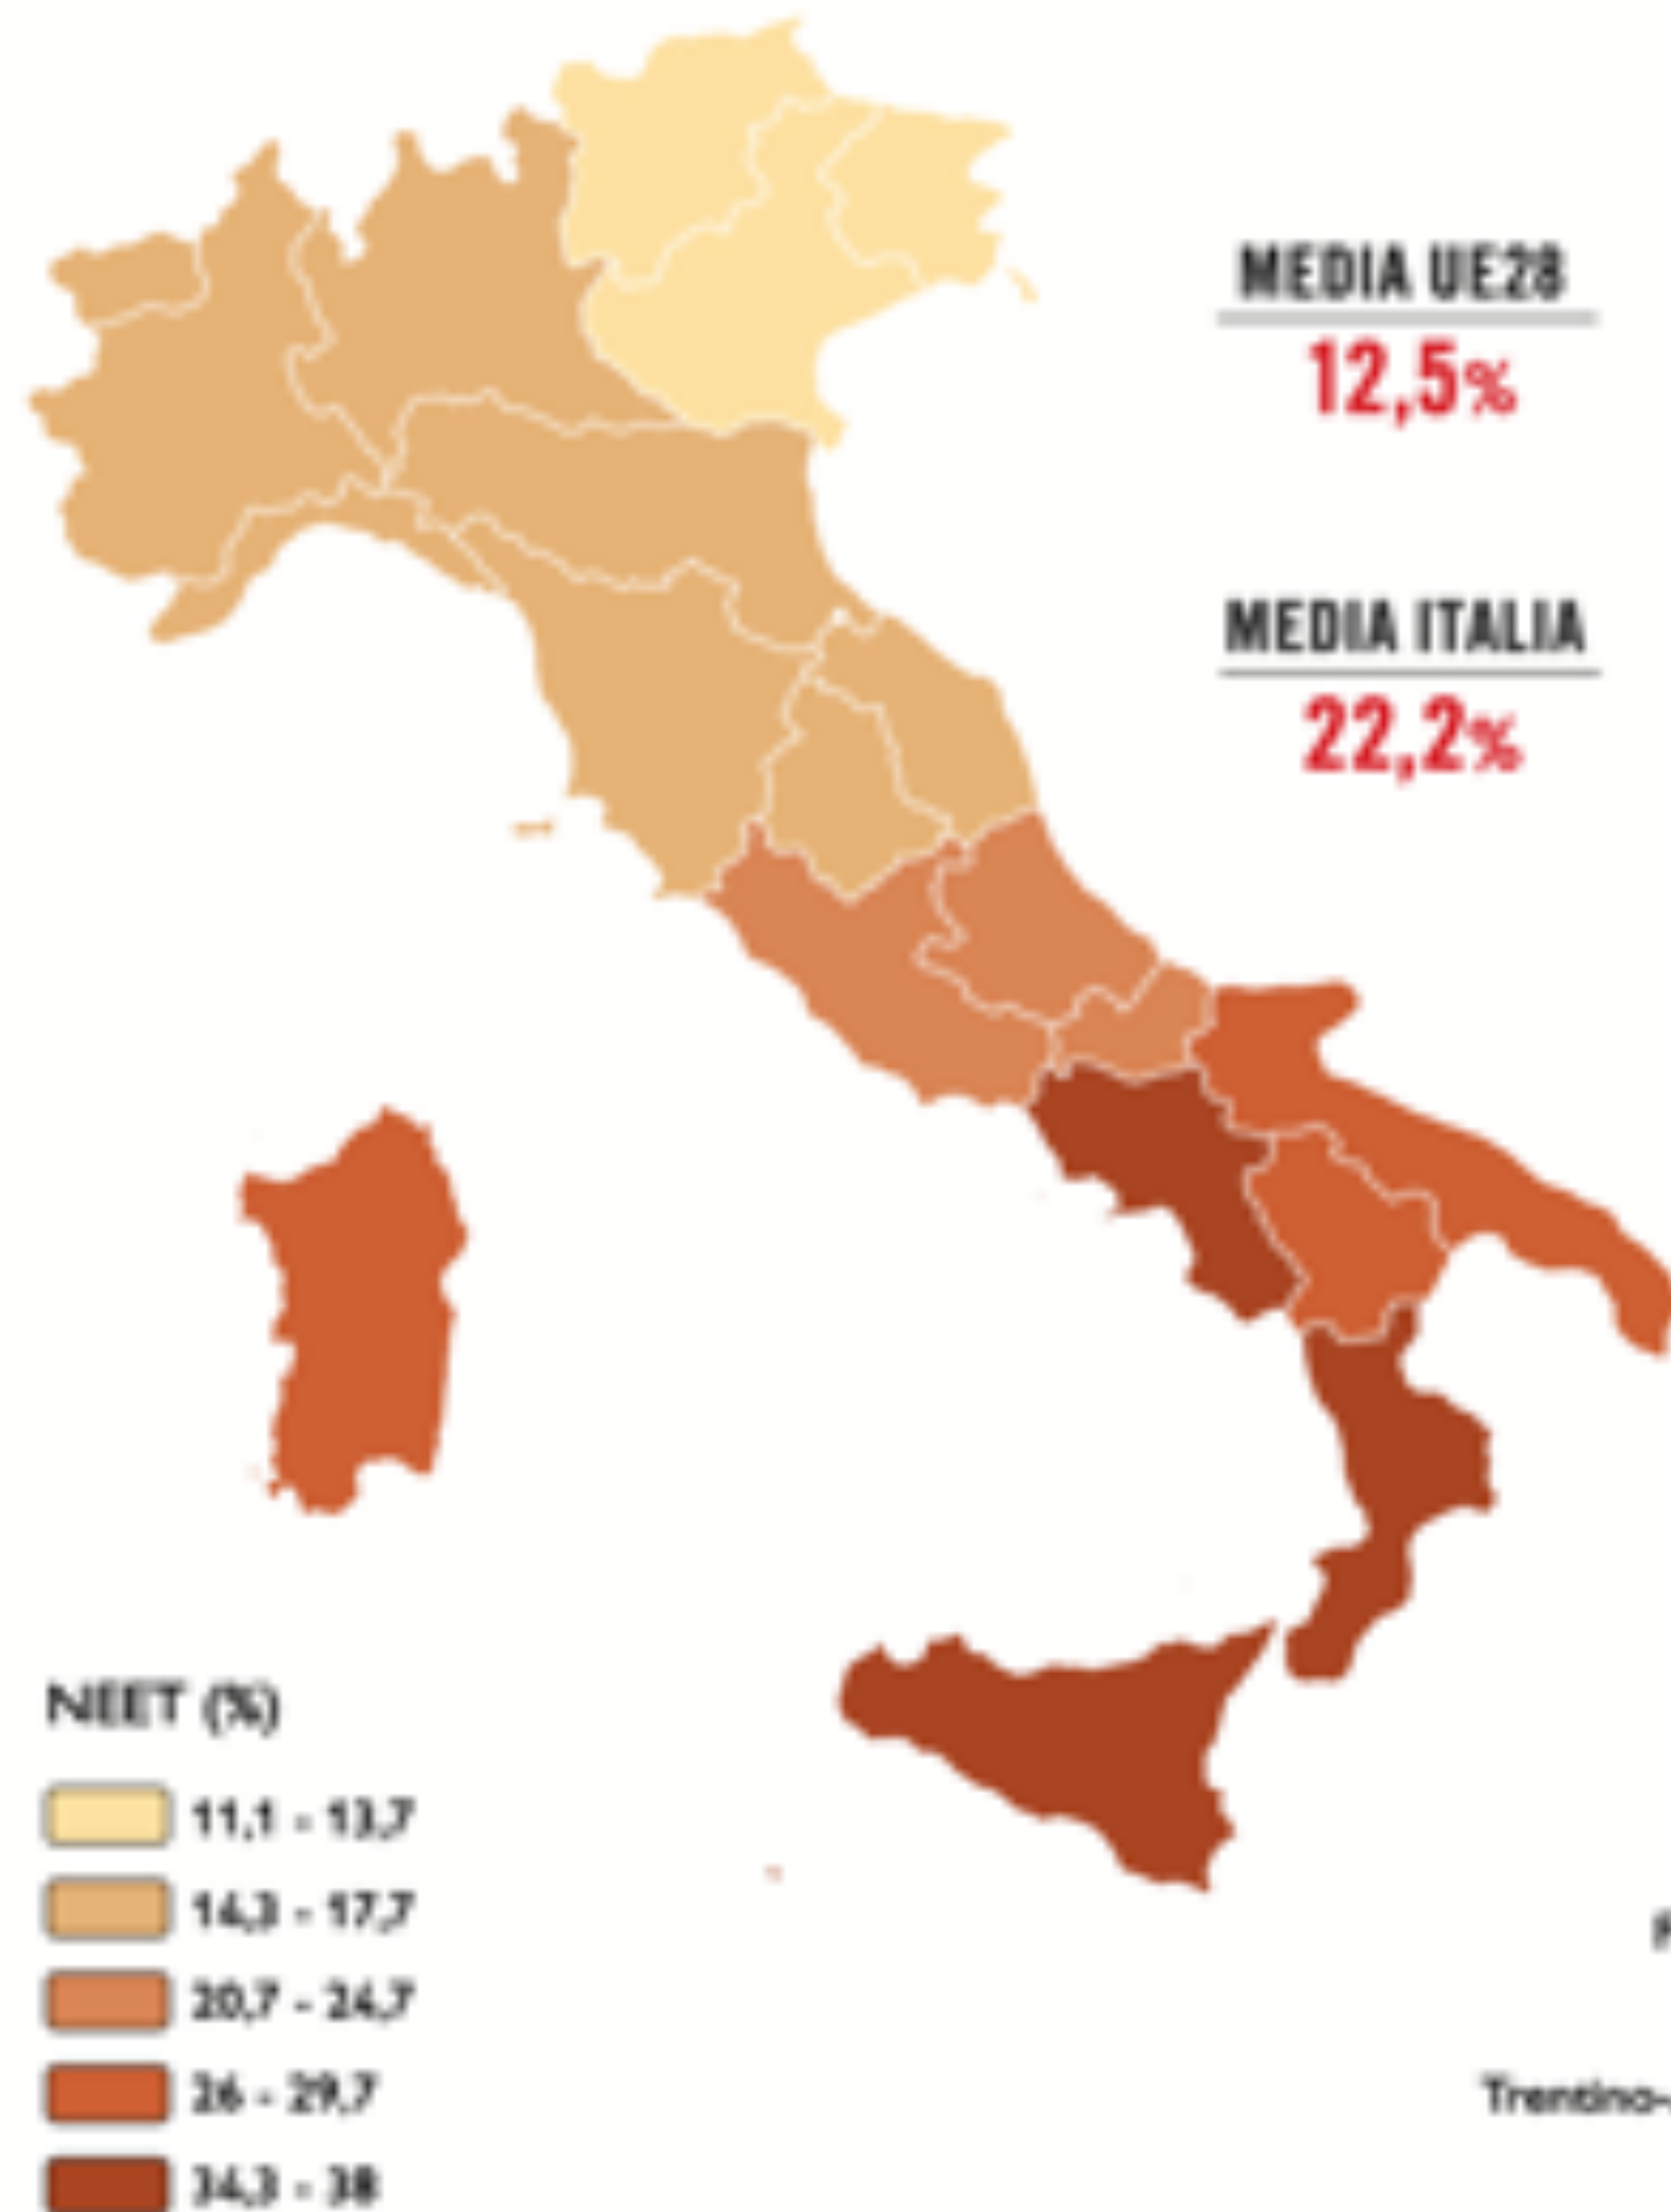 MEDIA UE28
12,5%
MEDIA ITALIA
22,2%
NEET (%)
11,1 - 13,7
14,3 - 17,7
20,7 - 24,7
26 - 29,7
34,3 - 38
Trentino-